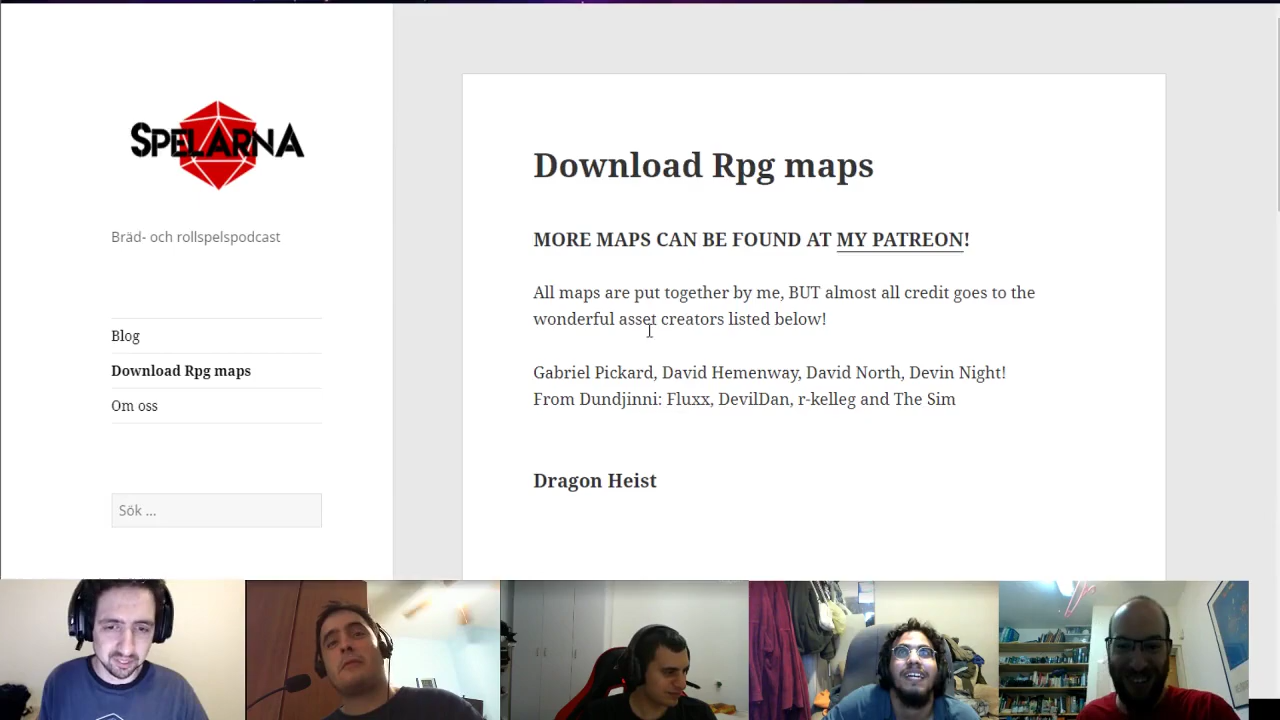 SPELARNA
Bräd- och rollspelspodcast
Blog
Download Rpg maps
Om oss
Sök ...
Download Rpg maps
MORE MAPS CAN BE FOUND AT MY PATREON!
All maps are put together by me, BUT almost all credit goes to the
wonderful asset creators listed below!
Gabriel Pickard, David Hemenway, David North, Devin Night!
From Dundjinni: Fluxx, DevilDan, r-kelleg and The Sim
Dragon Heist